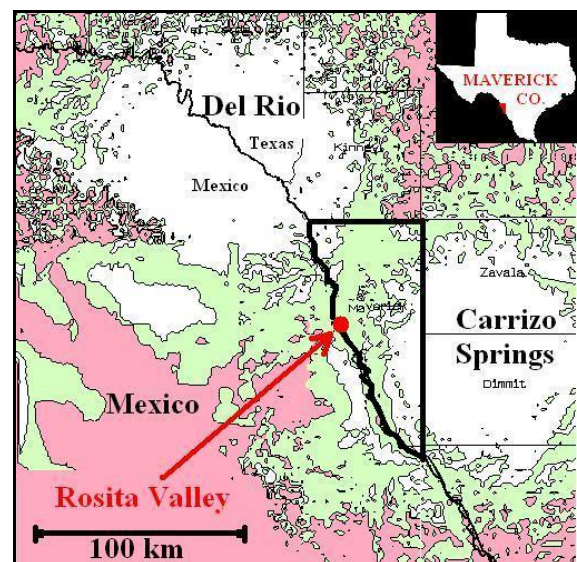 MAVERICK
CO.
Del Rio
Texas
Kinney
Mexico
Zavala
Maverick
Carrizo
Springs
Dimmit
Mexico
Rosita Valley
100 km